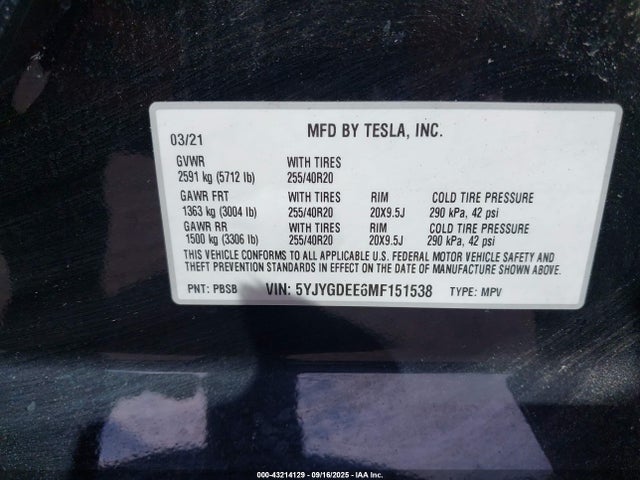 03/21
MFD BY TESLA, INC.
GVWR WITH TIRES
2591 kg (5712 lb) 255/40R20
GAWR FRT WITH TIRES RIM COLD TIRE PRESSURE
1363 kg (3004 lb) 255/40R20 20X9.5J 290 kPa, 42 psi
GAWR RR WITH TIRES RIM COLD TIRE PRESSURE
1500 kg (3306 lb) 255/40R20 20X9.5J 290 kPa, 42 psi
THIS VEHICLE CONFORMS TO ALL APPLICABLE U.S. FEDERAL MOTOR VEHICLE SAFETY AND
THEFT PREVENTION STANDARDS IN EFFECT ON THE DATE OF MANUFACTURE SHOWN ABOVE.
PNT: PBSB VIN: 5YJYGDEE6MF151538 TYPE: MPV
000-43214129 - 09/16/2025 - IAA Inc.